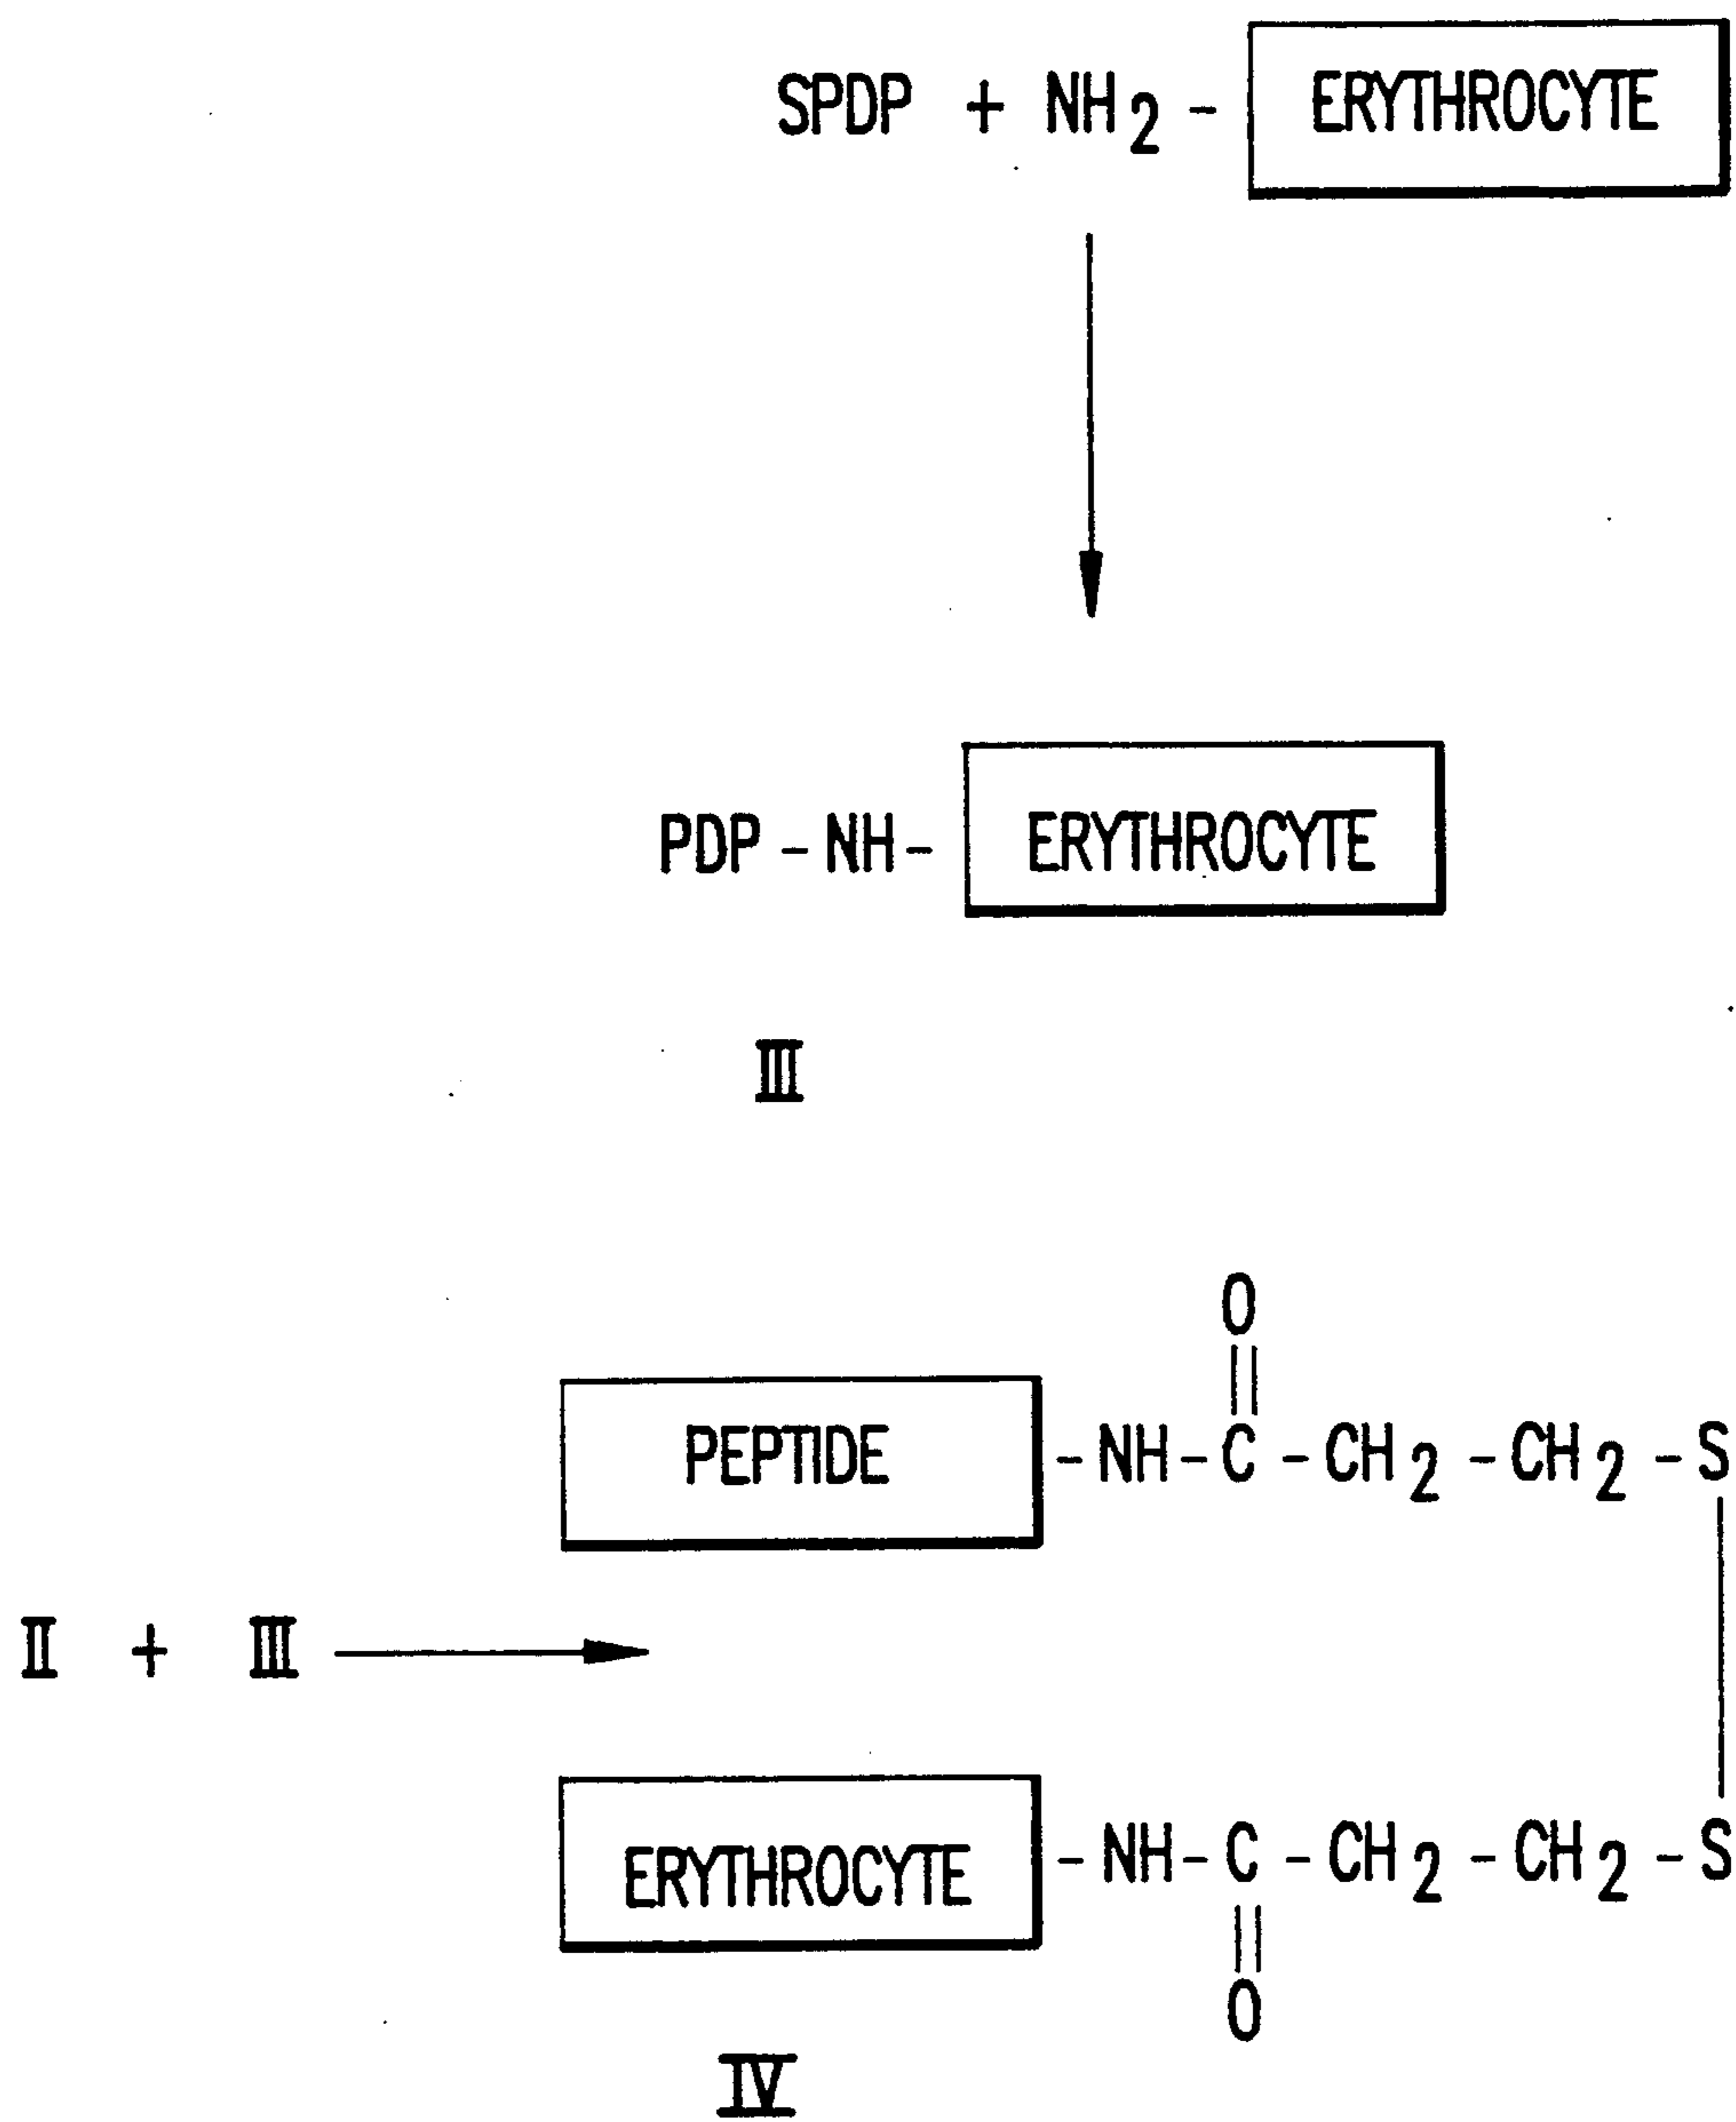 SPDP + NH2 - ERYTHROCYTE
PDP - NH - ERYTHROCYTE
III
O
PEPTIDE - NH - C - CH2 - CH2 - S
II + III
ERYTHROCYTE - NH - C - CH2 - CH2 - S
O
IV